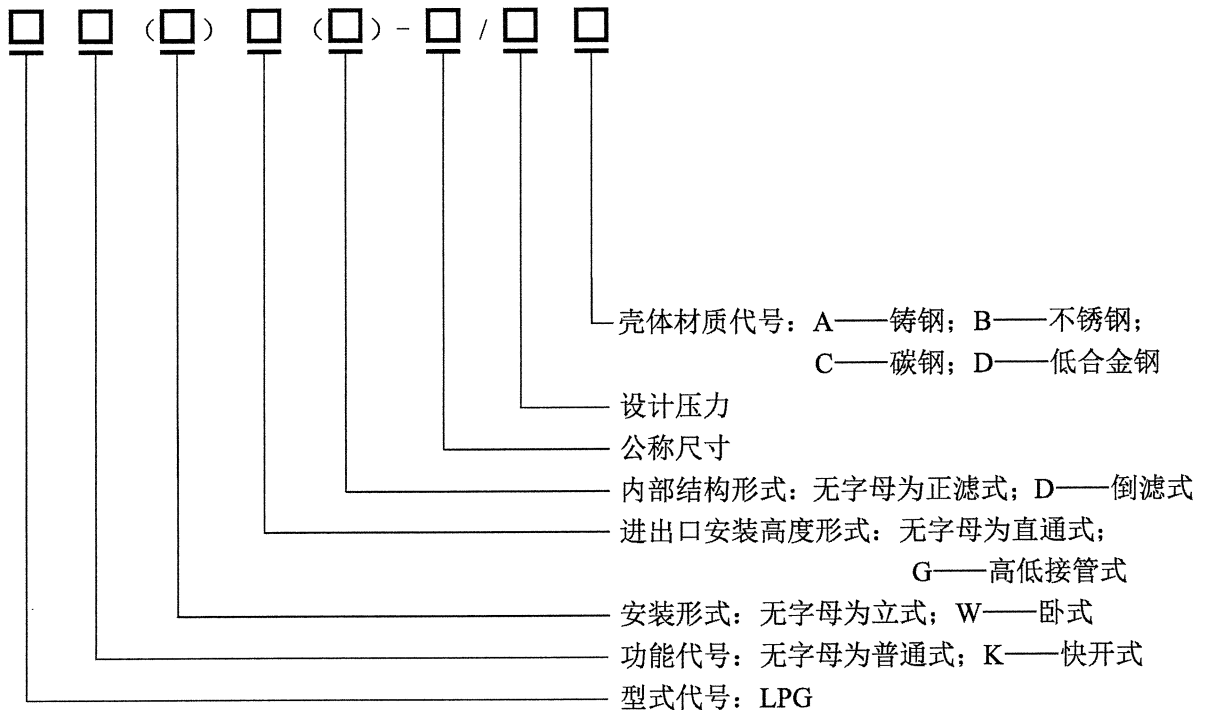 □ □ （□） □ （□）－□/□ □
壳体材质代号：A——铸钢；B——不锈钢；
C——碳钢；D——低合金钢
设计压力
公称尺寸
内部结构形式：无字母为正滤式；D——倒滤式
进出口安装高度形式：无字母为直通式；
G——高低接管式
安装形式：无字母为立式；W——卧式
功能代号：无字母为普通式；K——快开式
型式代号：LPG